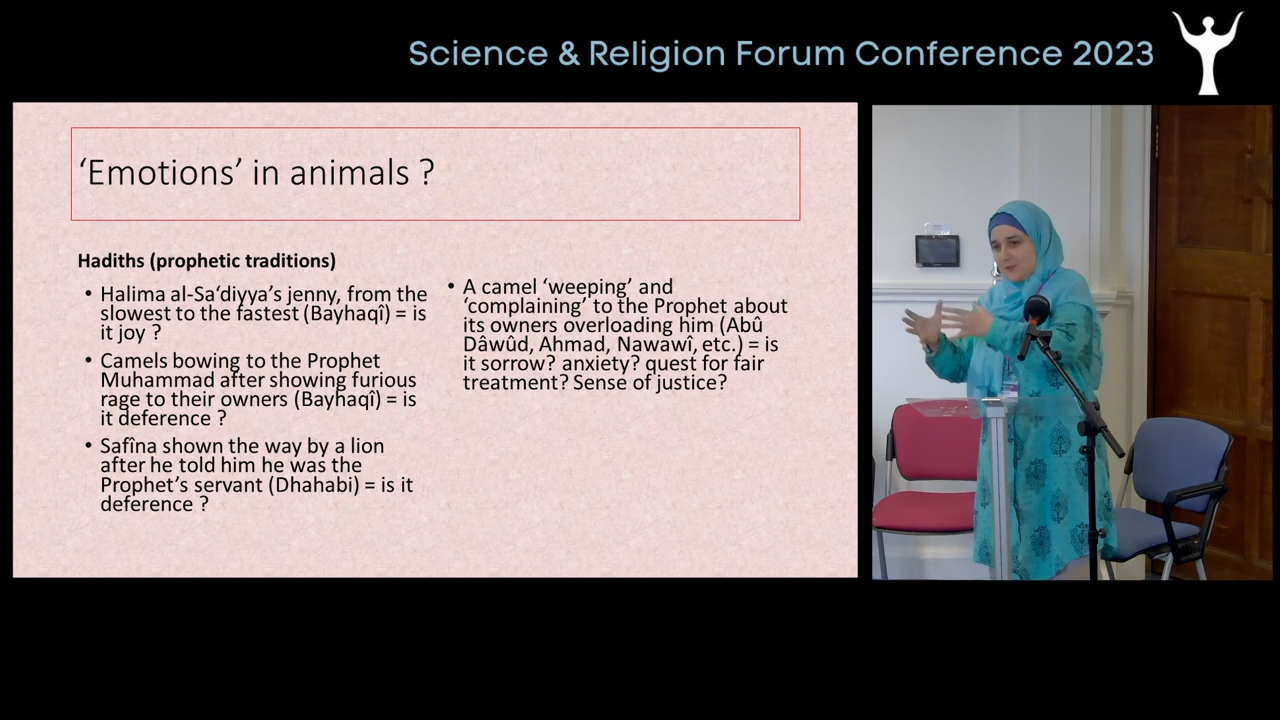 Science & Religion Forum Conference 2023
‘Emotions’ in animals ?
Hadiths (prophetic traditions)
• Halima al-Sa‘diyya’s jenny, from the
slowest to the fastest (Bayhaqî) = is
it joy ?
• Camels bowing to the Prophet
Muhammad after showing furious
rage to their owners (Bayhaqî) = is
it deference ?
• Safîna shown the way by a lion
after he told him he was the
Prophet’s servant (Dhahabi) = is it
deference ?
• A camel ‘weeping’ and
‘complaining’ to the Prophet about
its owners overloading him (Abû
Dâwûd, Ahmad, Nawawî, etc.) = is
it sorrow? anxiety? quest for fair
treatment? Sense of justice?